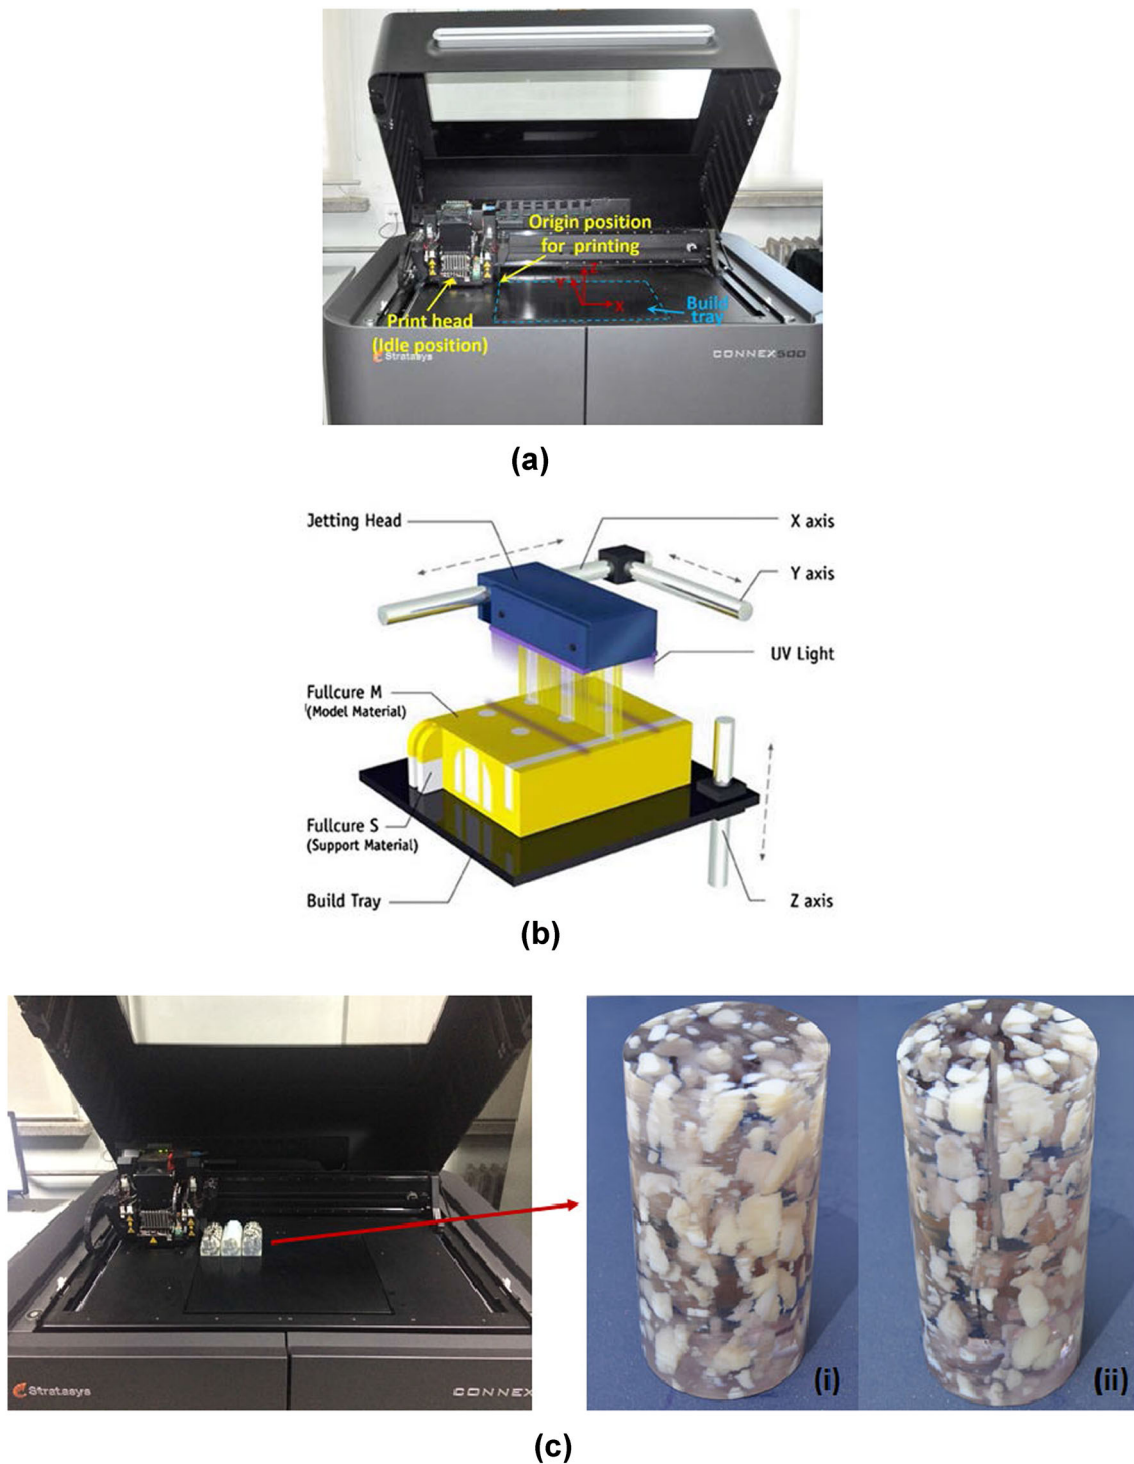 Origin position
for printing
Z
Y
X
Build
tray
Print head
(Idle position)
Stratasys
CONNEX500
(a)
Jetting Head
X axis
Y axis
UV Light
Fullcure M
(Model Material)
Fullcure S
(Support Material)
Build Tray
Z axis
(b)
Stratasys
CONNEX
(i)
(ii)
(c)